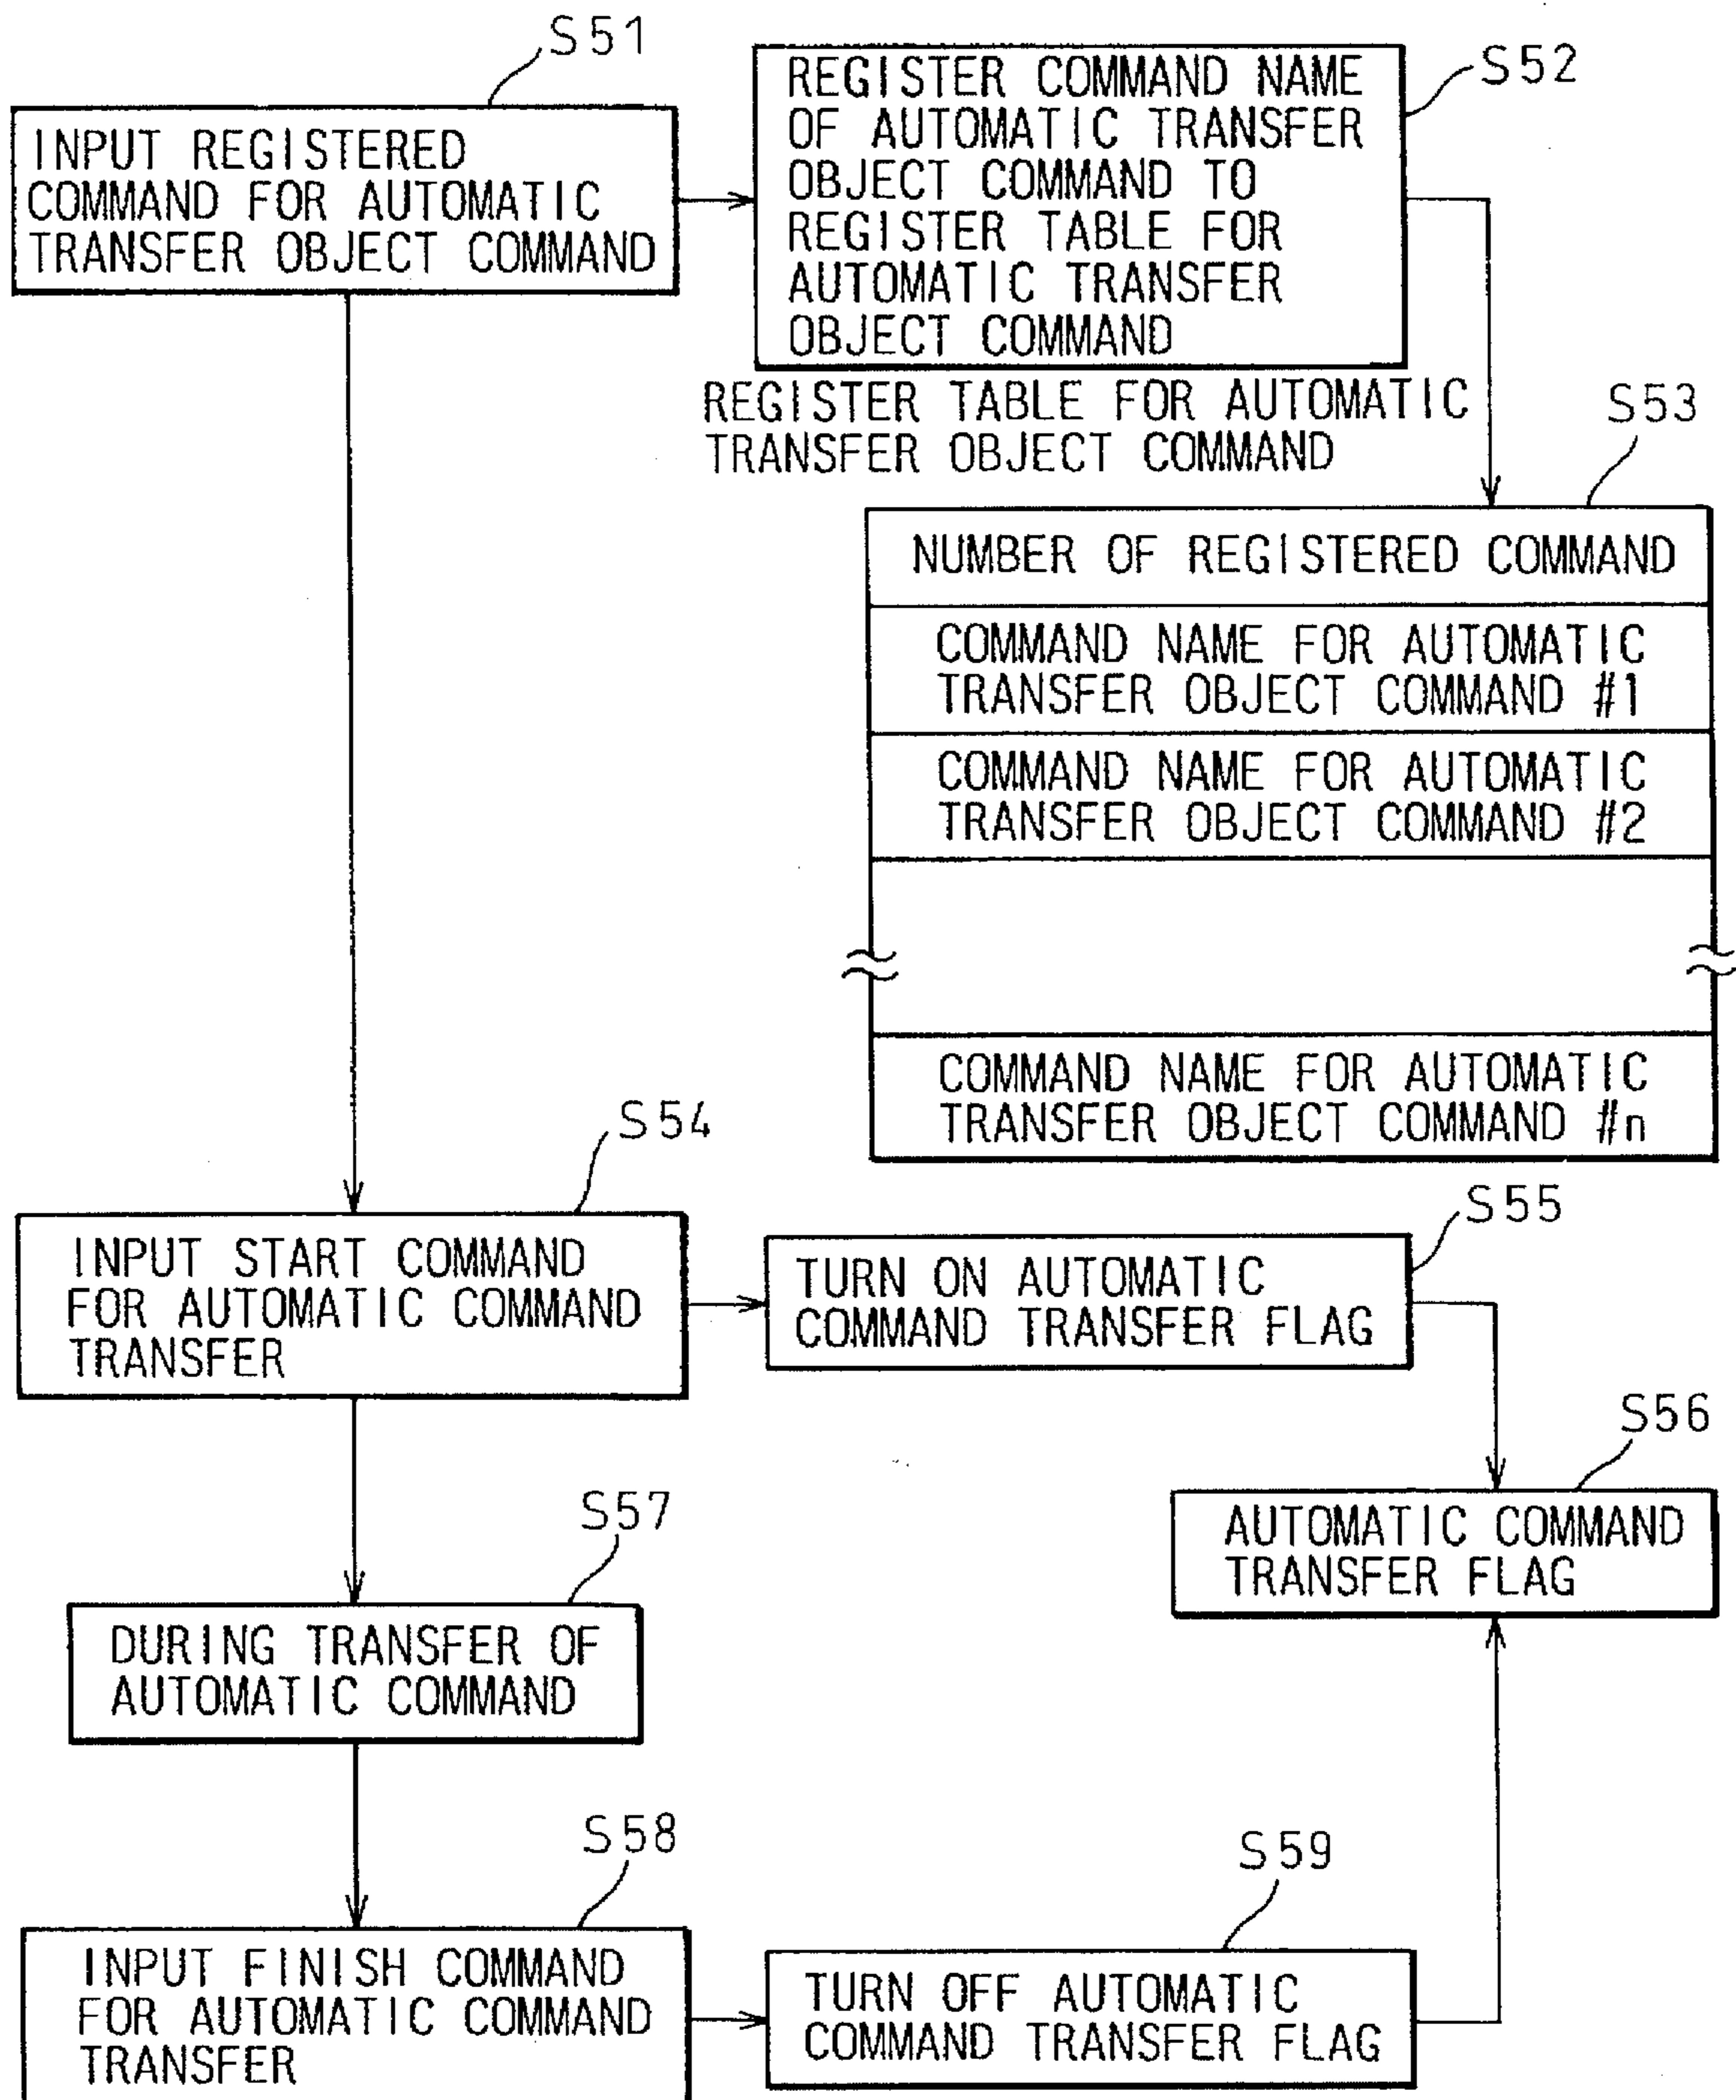 S51
INPUT REGISTERED
COMMAND FOR AUTOMATIC
TRANSFER OBJECT COMMAND
S52
REGISTER COMMAND NAME
OF AUTOMATIC TRANSFER
OBJECT COMMAND TO
REGISTER TABLE FOR
AUTOMATIC TRANSFER
OBJECT COMMAND
REGISTER TABLE FOR AUTOMATIC
TRANSFER OBJECT COMMAND
S53
NUMBER OF REGISTERED COMMAND
COMMAND NAME FOR AUTOMATIC
TRANSFER OBJECT COMMAND #1
COMMAND NAME FOR AUTOMATIC
TRANSFER OBJECT COMMAND #2
COMMAND NAME FOR AUTOMATIC
TRANSFER OBJECT COMMAND #n
S54
INPUT START COMMAND
FOR AUTOMATIC COMMAND
TRANSFER
S55
TURN ON AUTOMATIC
COMMAND TRANSFER FLAG
S56
AUTOMATIC COMMAND
TRANSFER FLAG
S57
DURING TRANSFER OF
AUTOMATIC COMMAND
S58
INPUT FINISH COMMAND
FOR AUTOMATIC COMMAND
TRANSFER
S59
TURN OFF AUTOMATIC
COMMAND TRANSFER FLAG